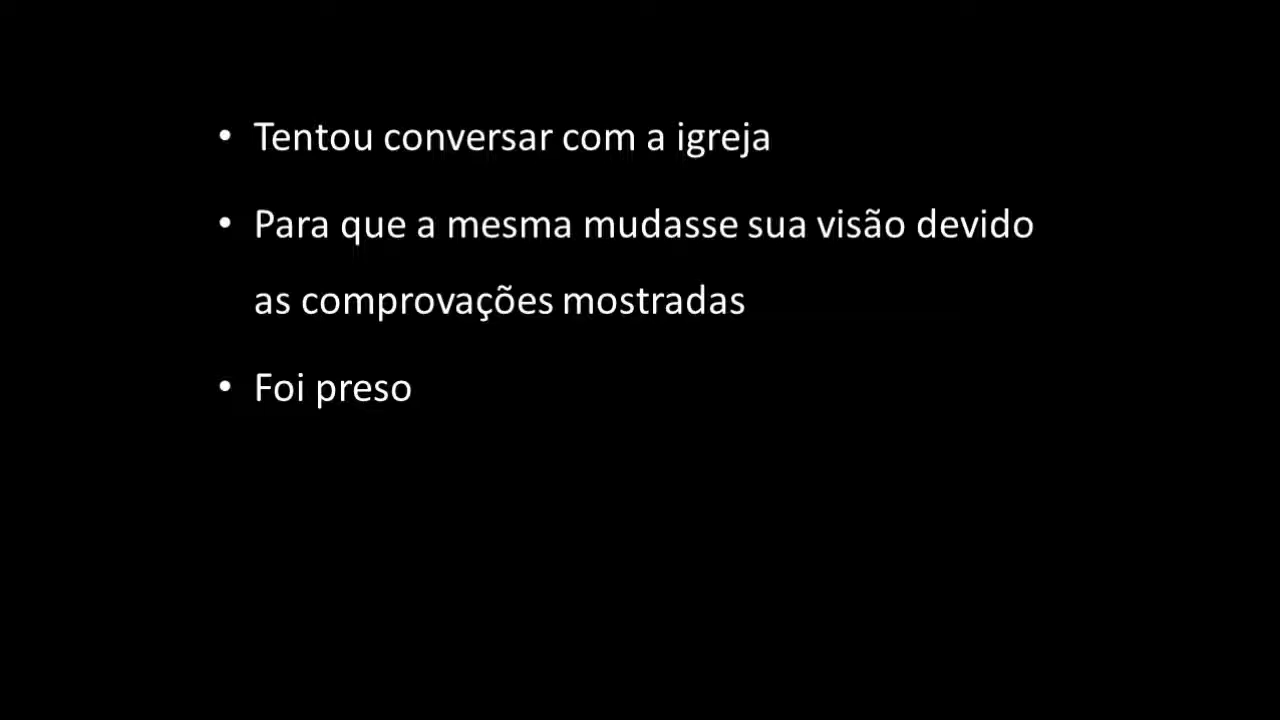 • Tentou conversar com a igreja
• Para que a mesma mudasse sua visão devido
as comprovações mostradas
• Foi preso